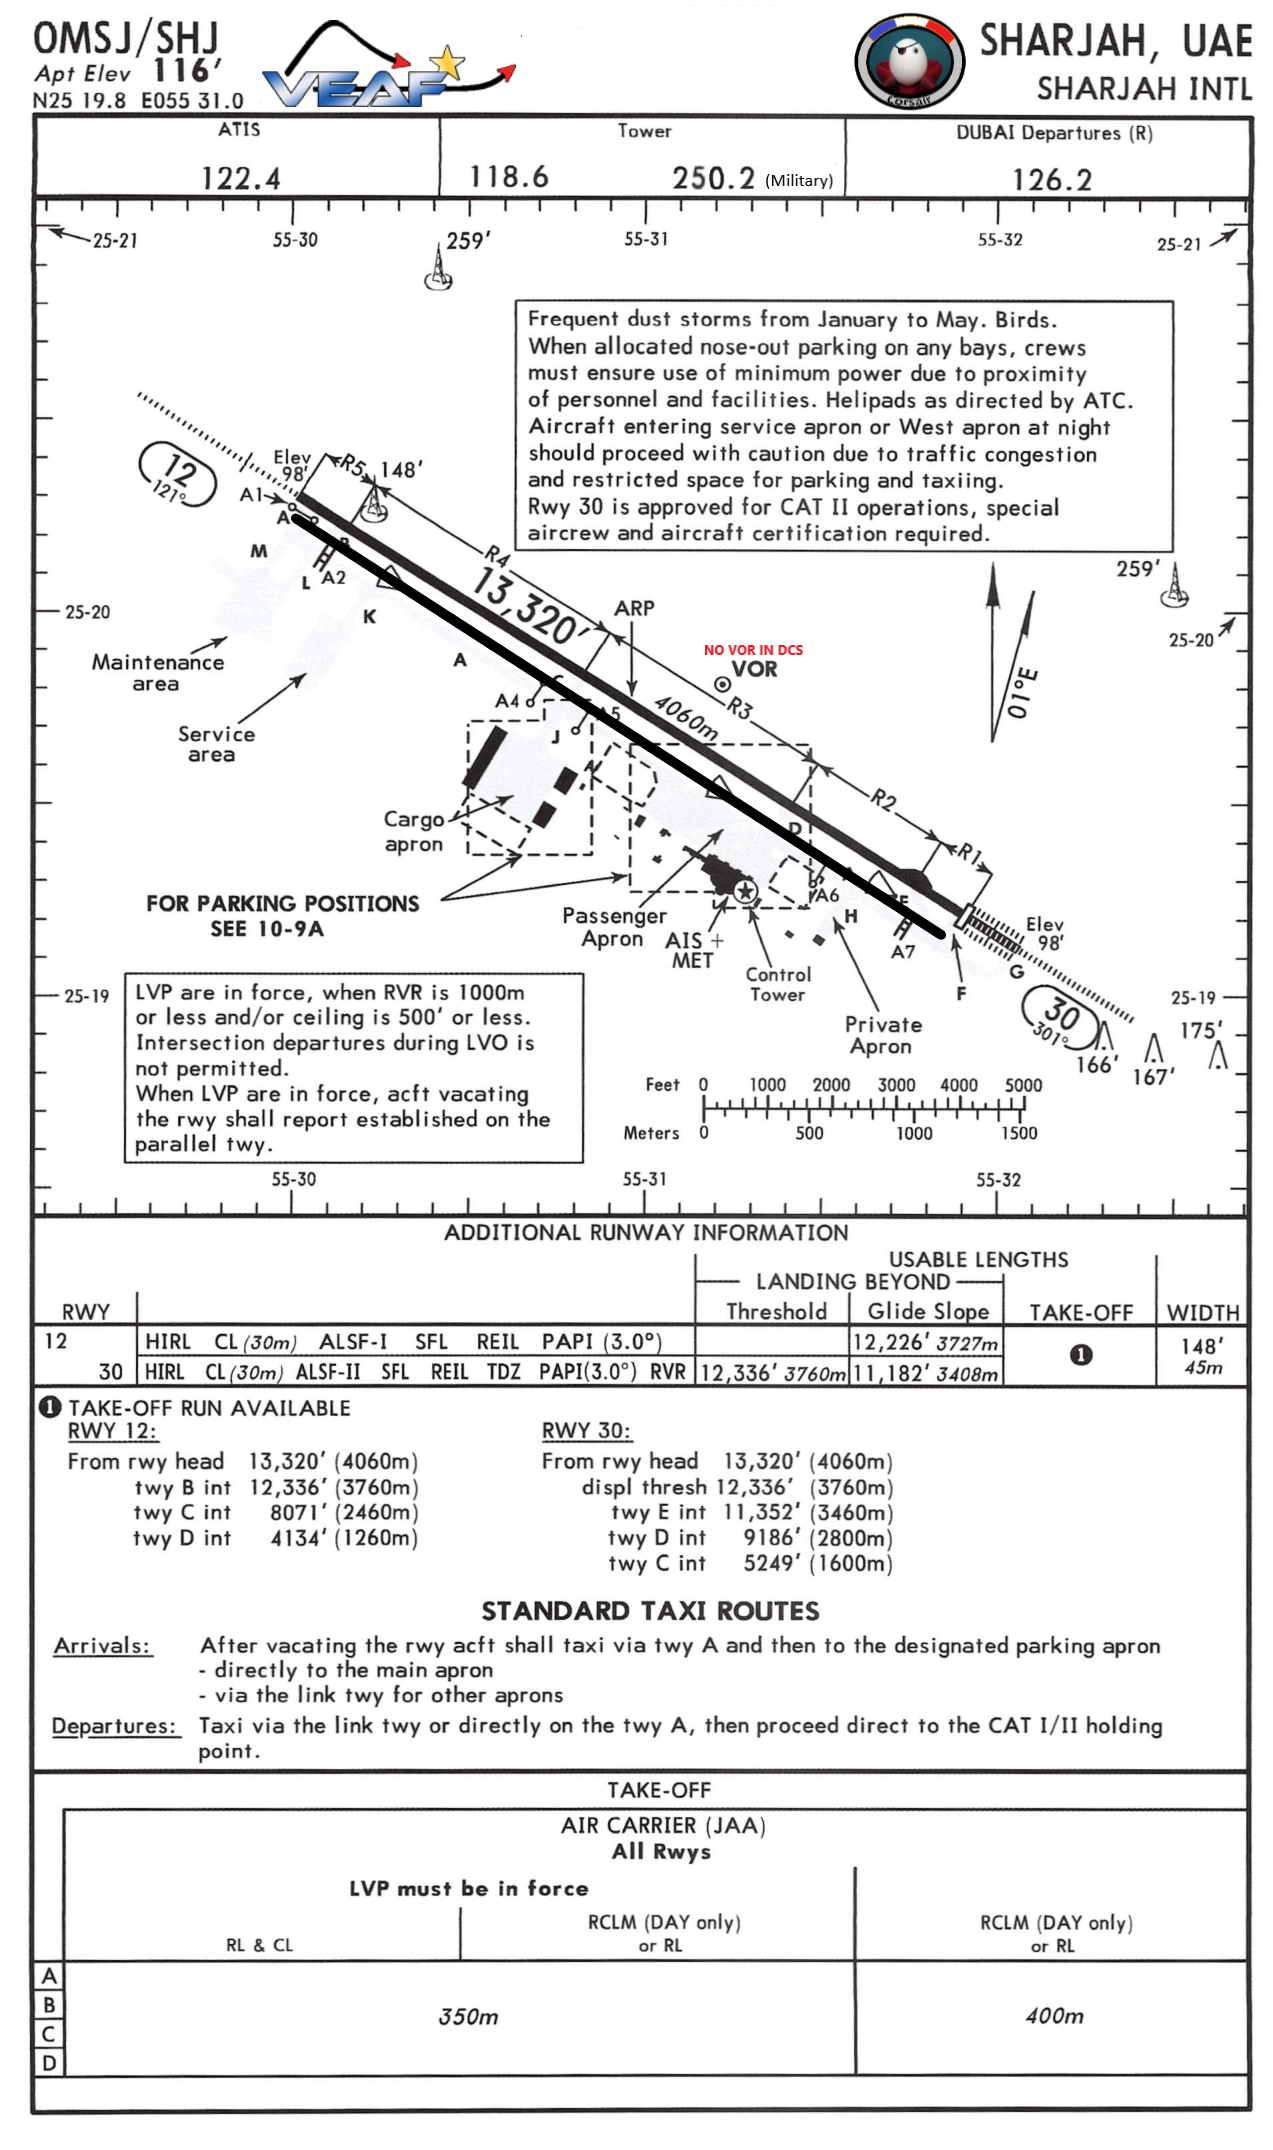 OMSJ/SHJ
Apt Elev 116'
N25 19.8 E055 31.0
VEAF
Corsair
SHARJAH, UAE
SHARJAH INTL
ATIS
122.4
Tower
118.6 250.2 (Military)
DUBAI Departures (R)
126.2
25-21
55-30
259'
55-31
55-32
25-21
Frequent dust storms from January to May. Birds.
When allocated nose-out parking on any bays, crews
must ensure use of minimum power due to proximity
of personnel and facilities. Helipads as directed by ATC.
Aircraft entering service apron or West apron at night
should proceed with caution due to traffic congestion
and restricted space for parking and taxiing.
Rwy 30 is approved for CAT II operations, special
aircrew and aircraft certification required.
12
121°
Elev
98'
R5
148'
A1
A
M
B
L
A2
K
R4
13,320'
ARP
259'
25-20
25-20
NO VOR IN DCS
VOR
01°E
Maintenance
area
A
A4
C
A5
J
4060m
R3
Service
area
A
Cargo
apron
R2
D
R1
FOR PARKING POSITIONS
SEE 10-9A
Passenger
Apron
AIS +
MET
Control
Tower
A6
H
E
A7
F
Elev
98'
G
Private
Apron
30
301°
25-19
25-19
166'
167'
175'
LVP are in force, when RVR is 1000m
or less and/or ceiling is 500' or less.
Intersection departures during LVO is
not permitted.
When LVP are in force, acft vacating
the rwy shall report established on the
parallel twy.
Feet 0 1000 2000 3000 4000 5000
Meters 0 500 1000 1500
55-30
55-31
55-32
ADDITIONAL RUNWAY INFORMATION
USABLE LENGTHS
LANDING BEYOND
RWY Threshold Glide Slope TAKE-OFF WIDTH
12 HIRL CL (30m) ALSF-I SFL REIL PAPI (3.0°) 12,226' 3727m
30 HIRL CL (30m) ALSF-II SFL REIL TDZ PAPI(3.0°) RVR 12,336' 3760m 11,182' 3408m
1
148'
45m
1 TAKE-OFF RUN AVAILABLE
RWY 12:
From rwy head 13,320' (4060m)
twy B int 12,336' (3760m)
twy C int 8071' (2460m)
twy D int 4134' (1260m)
RWY 30:
From rwy head 13,320' (4060m)
displ thresh 12,336' (3760m)
twy E int 11,352' (3460m)
twy D int 9186' (2800m)
twy C int 5249' (1600m)
STANDARD TAXI ROUTES
Arrivals: After vacating the rwy acft shall taxi via twy A and then to the designated parking apron
- directly to the main apron
- via the link twy for other aprons
Departures: Taxi via the link twy or directly on the twy A, then proceed direct to the CAT I/II holding
point.
TAKE-OFF
AIR CARRIER (JAA)
All Rwys
LVP must be in force
RL & CL
RCLM (DAY only)
or RL
RCLM (DAY only)
or RL
A
B
C
D
350m
400m